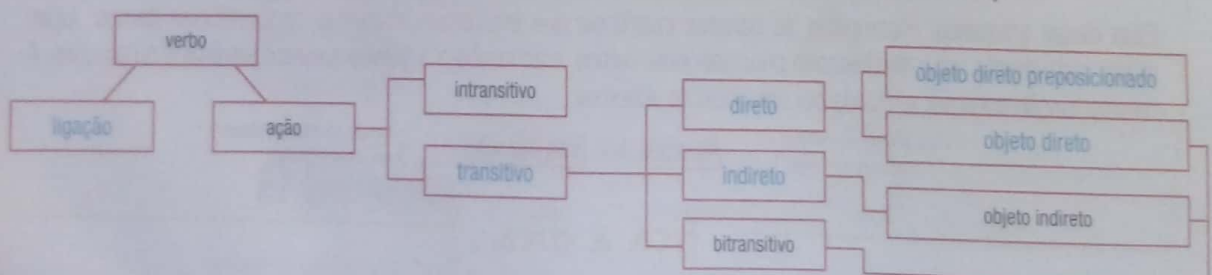 verbo
ligação
ação
intransitivo
transitivo
direto
indireto
bitransitivo
objeto direto preposicionado
objeto direto
objeto indireto